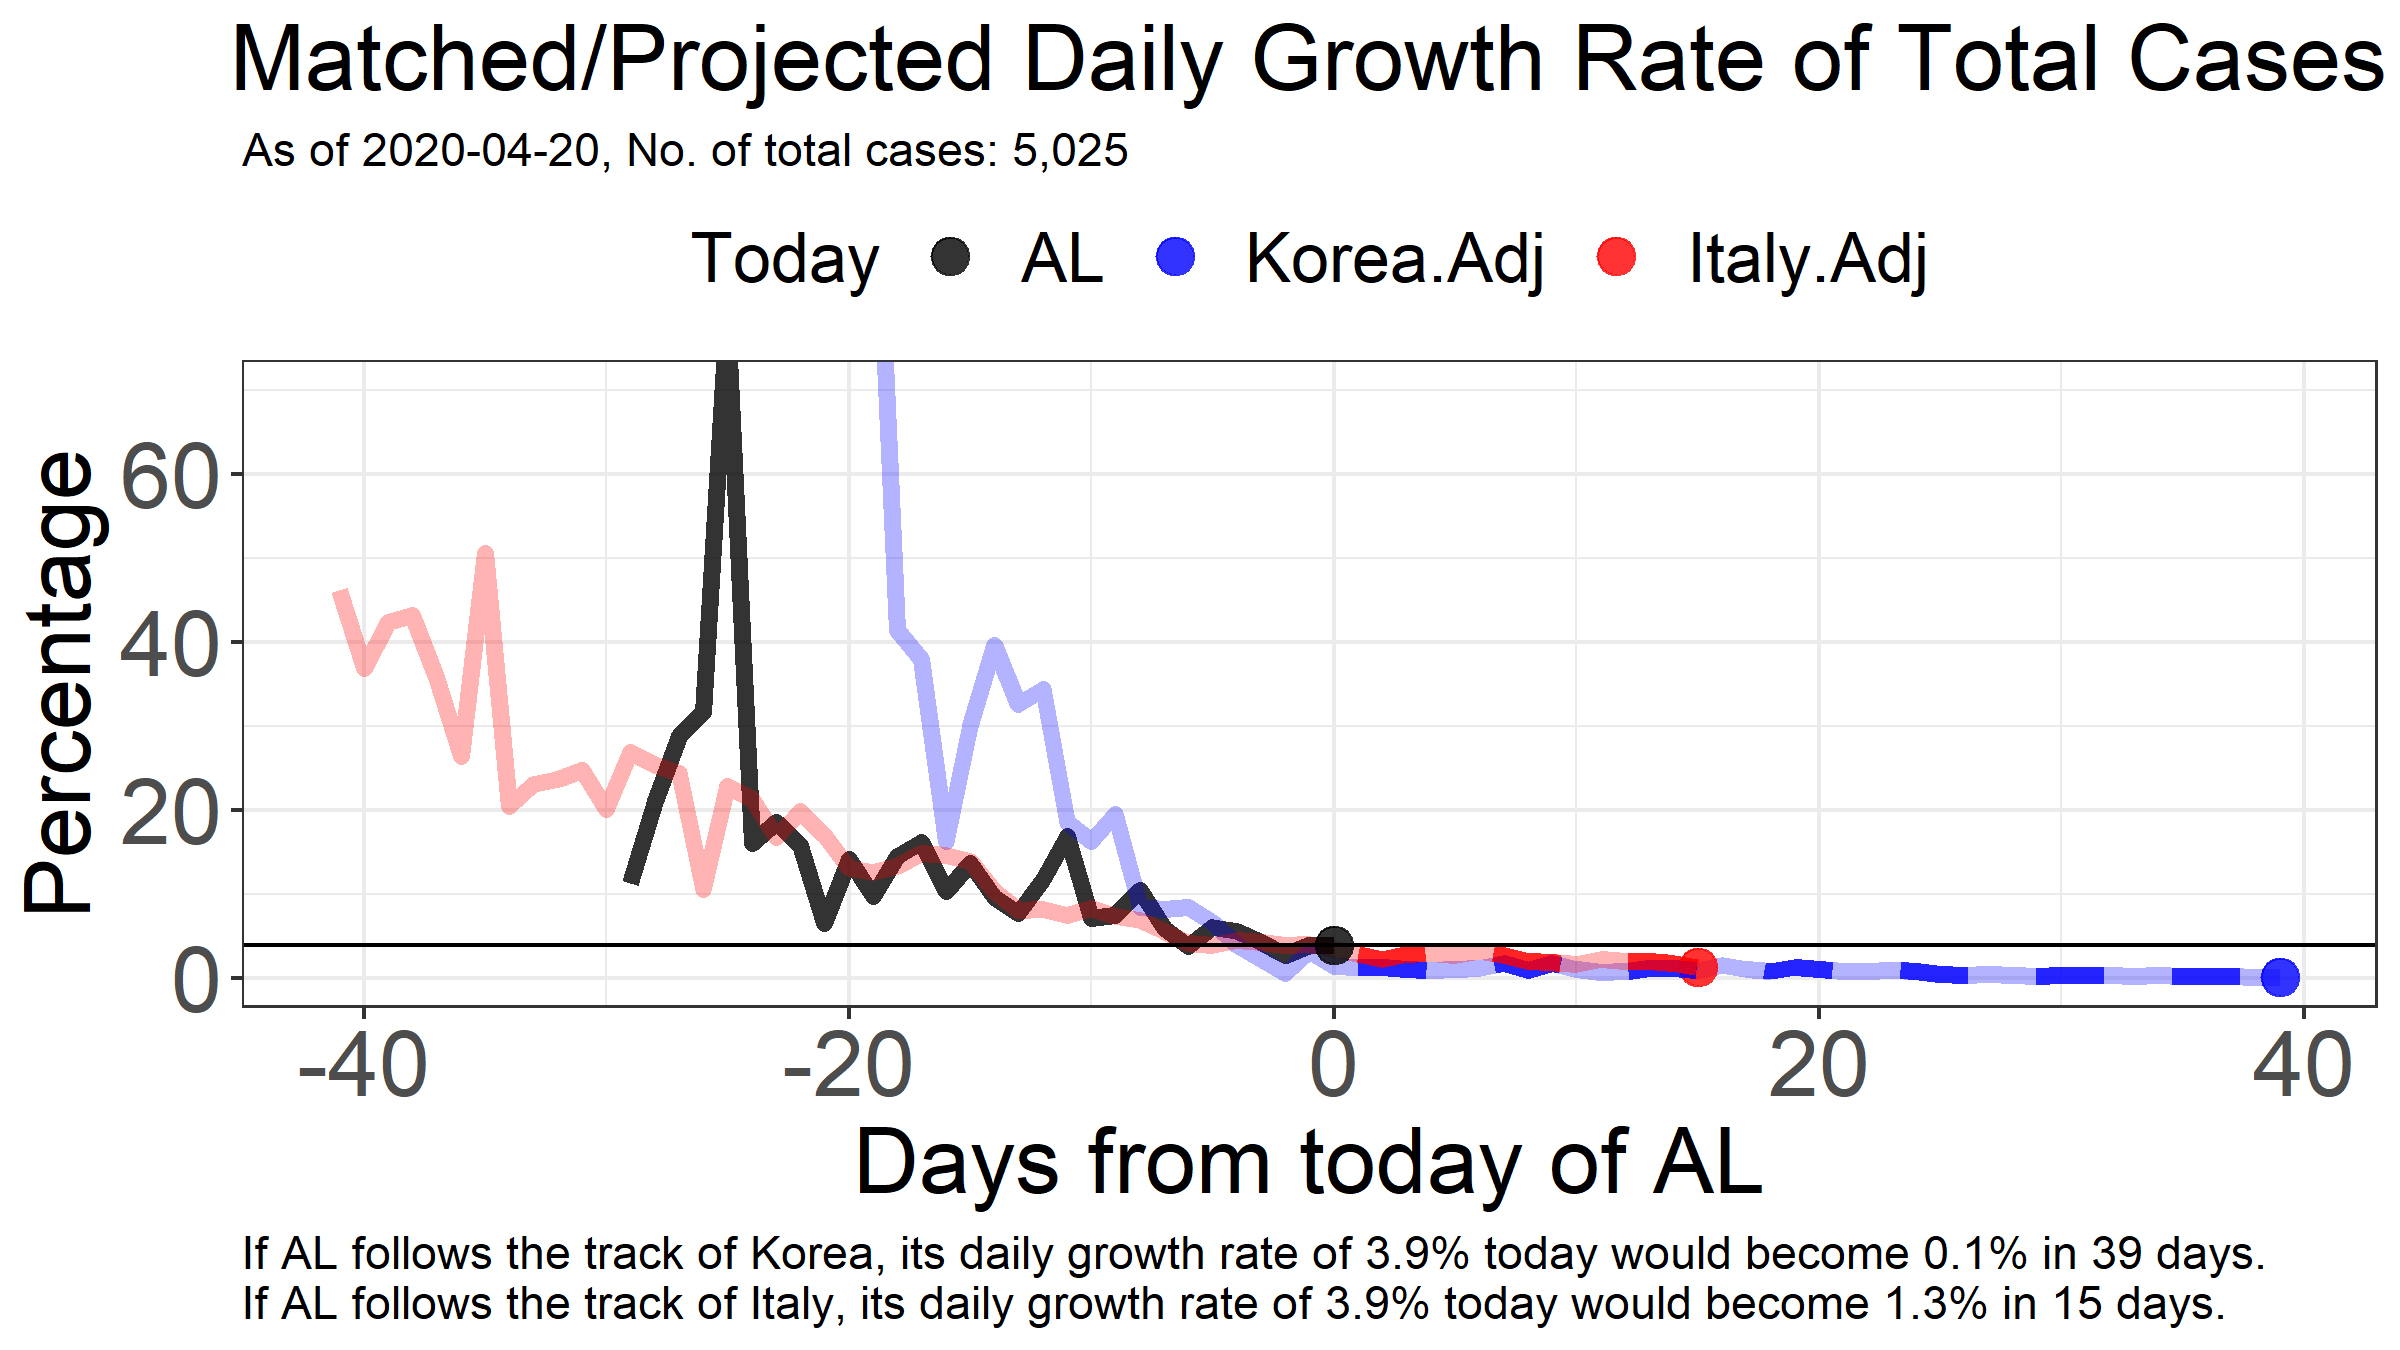 Matched/Projected Daily Growth Rate of Total Cases
As of 2020-04-20, No. of total cases: 5,025
Today AL Korea.Adj Italy.Adj
Percentage
60
40
20
0
-40 -20 0 20 40
Days from today of AL
If AL follows the track of Korea, its daily growth rate of 3.9% today would become 0.1% in 39 days.
If AL follows the track of Italy, its daily growth rate of 3.9% today would become 1.3% in 15 days.